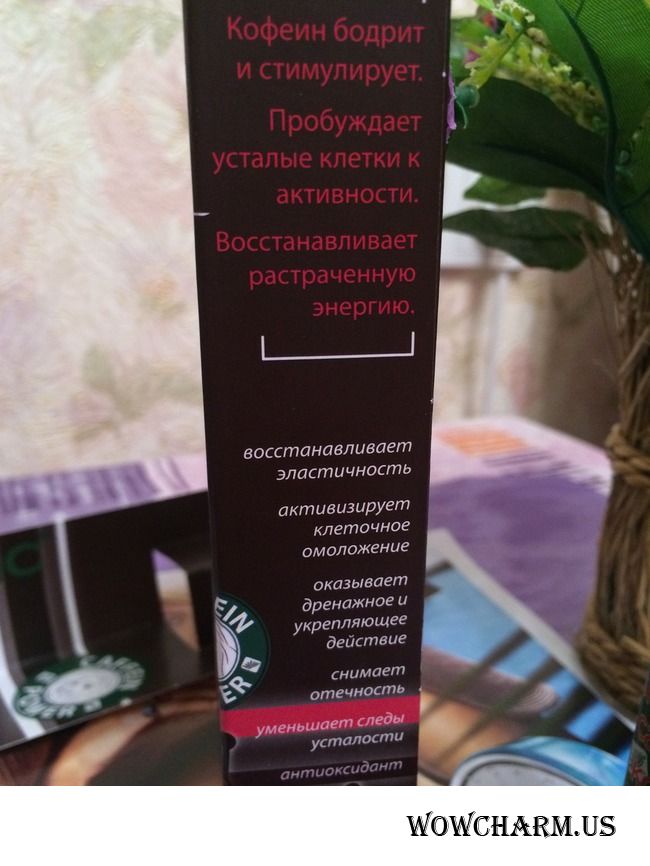 Кофеин бодрит
и стимулирует.
Пробуждает
усталые клетки к
активности.
Восстанавливает
растраченную
энергию.
восстанавливает
эластичность
активизирует
клеточное
омоложение
оказывает
дренажное и
укрепляющее
действие
снимает
отечность
уменьшает следы
усталости
антиоксидант
WOWCHARM.US